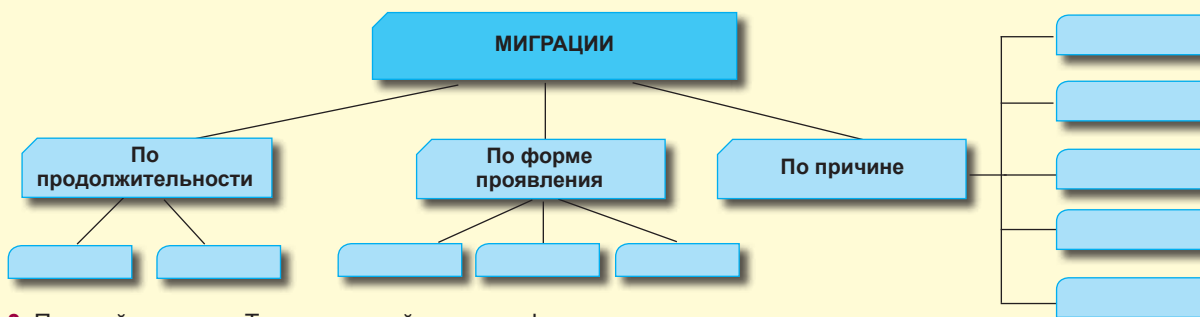 МИГРАЦИИ
По
продолжительности
По форме
проявления
По причине